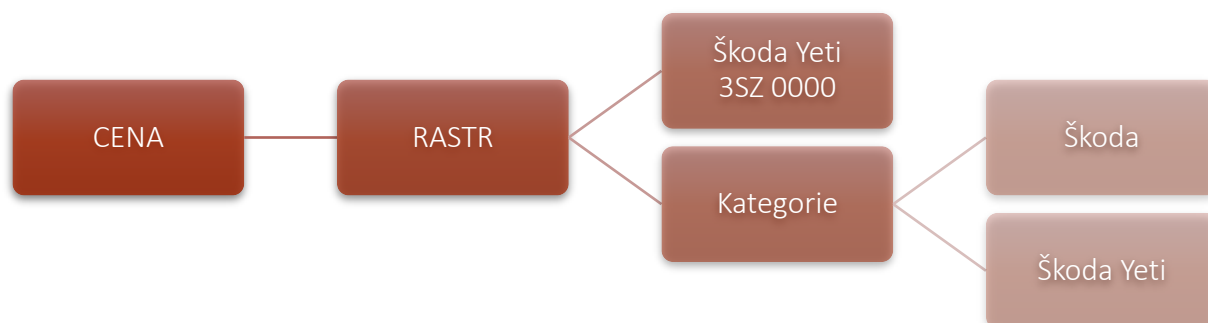 CENA
RASTR
Škoda Yeti
3SZ 0000
Kategorie
Škoda
Škoda Yeti